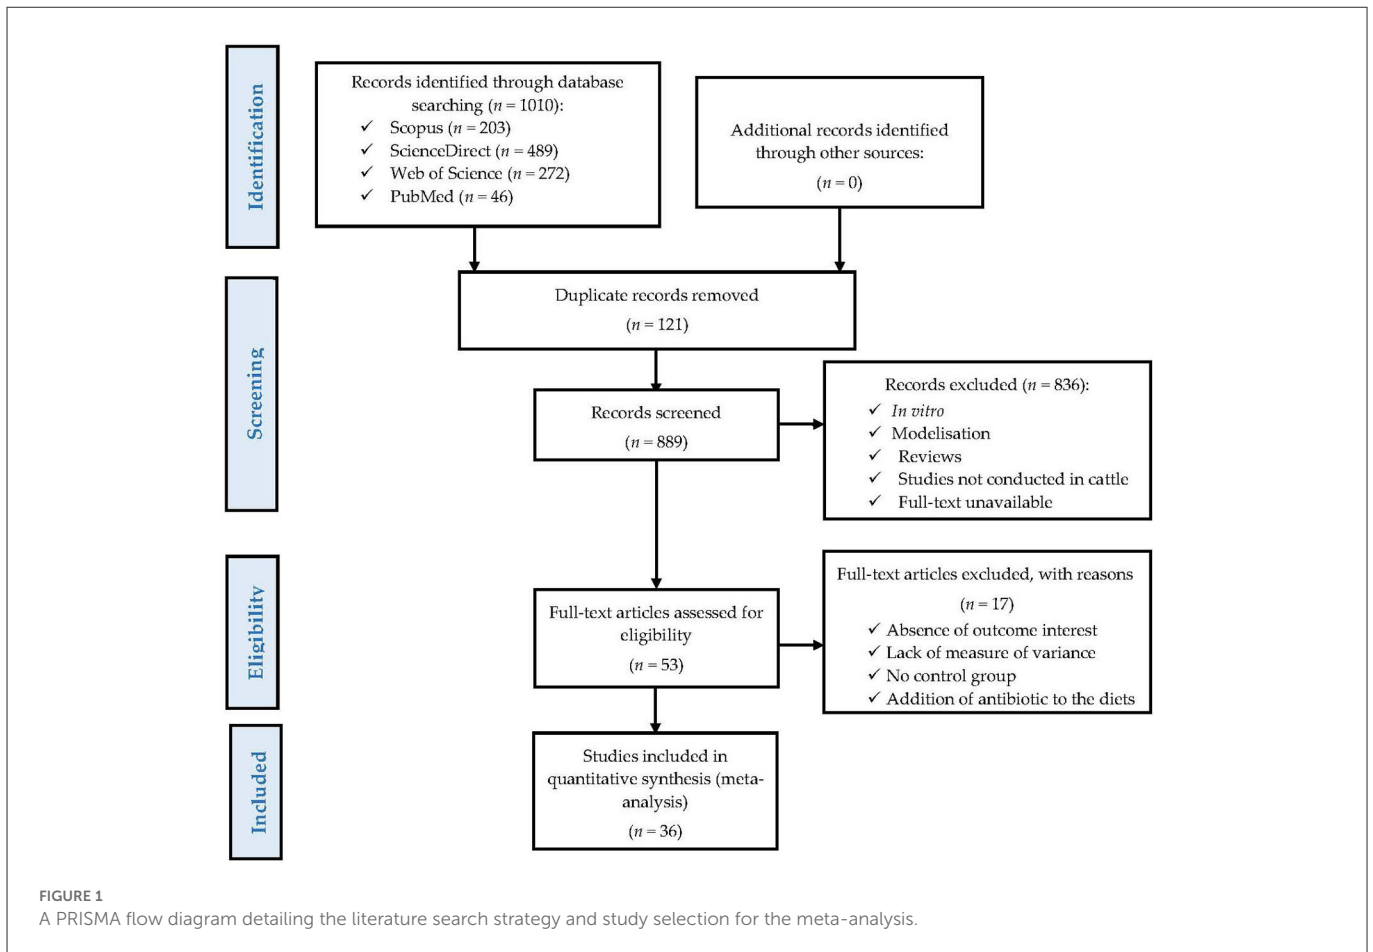 Identification
Records identified through database
searching (n = 1010):
✓ Scopus (n = 203)
✓ ScienceDirect (n = 489)
✓ Web of Science (n = 272)
✓ PubMed (n = 46)
Additional records identified
through other sources:
(n = 0)
Screening
Duplicate records removed
(n = 121)
Records screened
(n = 889)
Records excluded (n = 836):
✓ In vitro
✓ Modelisation
✓ Reviews
✓ Studies not conducted in cattle
✓ Full-text unavailable
Eligibility
Full-text articles assessed for
eligibility
(n = 53)
Full-text articles excluded, with reasons
(n = 17)
✓ Absence of outcome interest
✓ Lack of measure of variance
✓ No control group
✓ Addition of antibiotic to the diets
Included
Studies included in
quantitative synthesis (meta-
analysis)
(n = 36)
FIGURE 1
A PRISMA flow diagram detailing the literature search strategy and study selection for the meta-analysis.